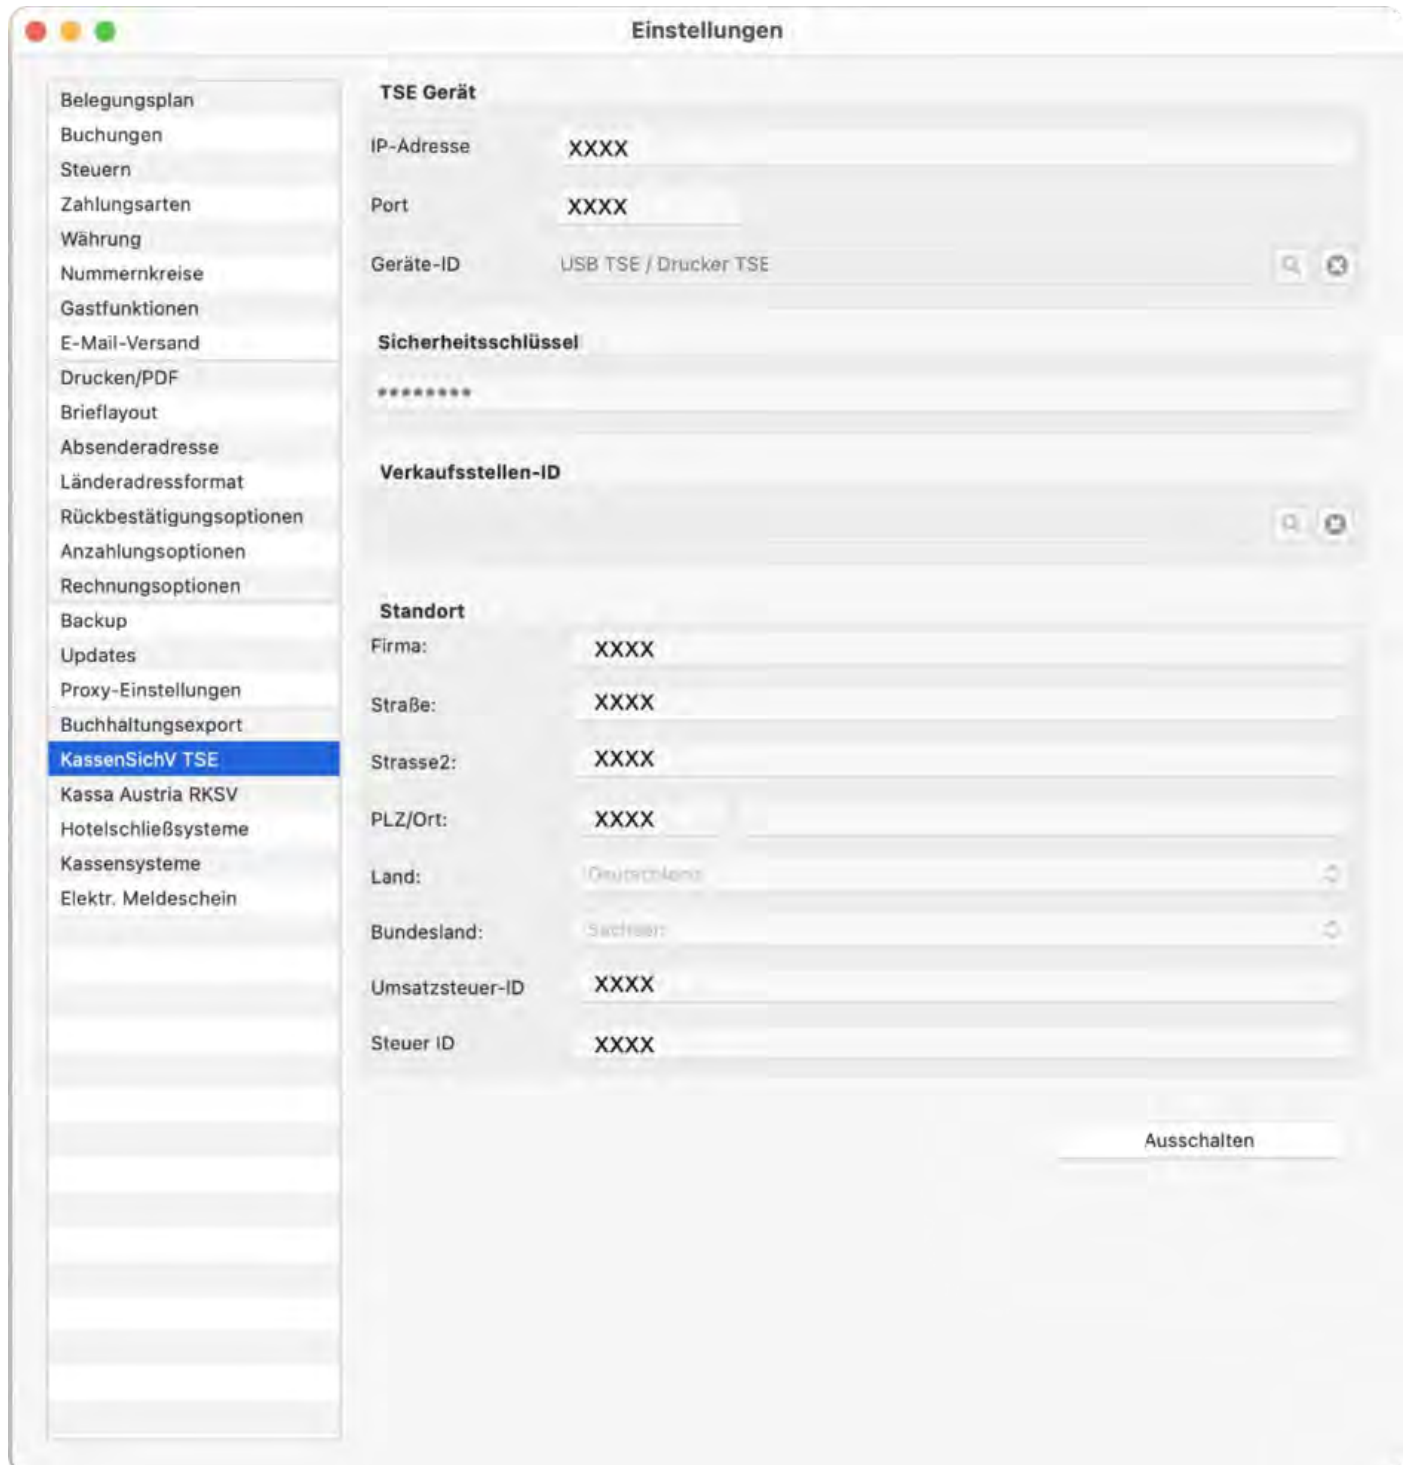 Einstellungen
Belegungsplan
Buchungen
Steuern
Zahlungsarten
Währung
Nummernkreise
Gastfunktionen
E-Mail-Versand
Drucken/PDF
Brieflayout
Absenderadresse
Länderadressformat
Rückbestätigungsoptionen
Anzahlungsoptionen
Rechnungsoptionen
Backup
Updates
Proxy-Einstellungen
Buchhaltungsexport
KassenSichV TSE
Kassa Austria RKSV
Hotelschließsysteme
Kassensysteme
Elektr. Meldeschein
TSE Gerät
IP-Adresse XXXX
Port XXXX
Geräte-ID USB TSE / Drucker TSE
Sicherheitsschlüssel
••••••••
Verkaufsstellen-ID
Standort
Firma: XXXX
Straße: XXXX
Strasse2: XXXX
PLZ/Ort: XXXX
Land: Deutschland
Bundesland: Sachsen
Umsatzsteuer-ID XXXX
Steuer ID XXXX
Ausschalten